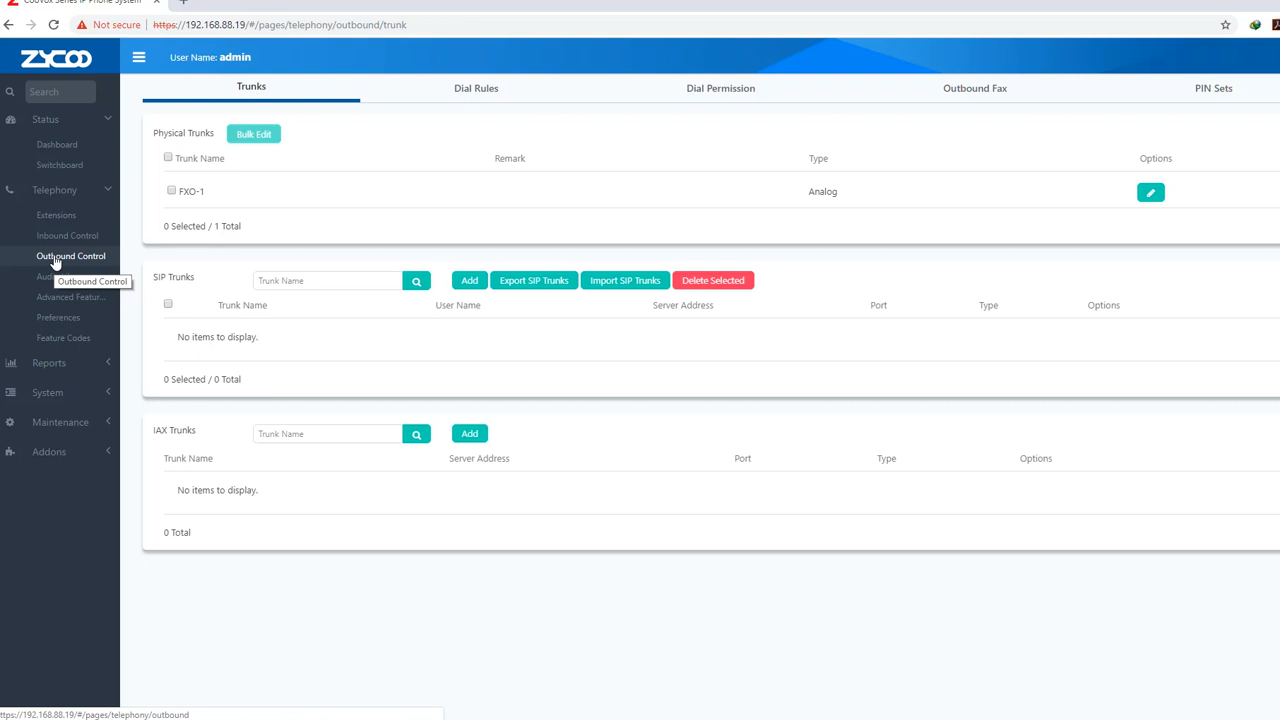 CooVox Series IP Phone System
Not secure
https://192.168.88.19/#/pages/telephony/outbound/trunk
ZYCOO
User Name: admin
Search
Status
Dashboard
Switchboard
Telephony
Extensions
Inbound Control
Outbound Control
Outbound Control
Advanced Featur...
Preferences
Feature Codes
Reports
System
Maintenance
Addons
Trunks
Dial Rules
Dial Permission
Outbound Fax
PIN Sets
Physical Trunks
Bulk Edit
Trunk Name
Remark
Type
Options
FXO-1
Analog
0 Selected / 1 Total
SIP Trunks
Trunk Name
Add
Export SIP Trunks
Import SIP Trunks
Delete Selected
Trunk Name
User Name
Server Address
Port
Type
Options
No items to display.
0 Selected / 0 Total
IAX Trunks
Trunk Name
Add
Trunk Name
Server Address
Port
Type
Options
No items to display.
0 Total
ttps://192.168.88.19/#/pages/telephony/outbound